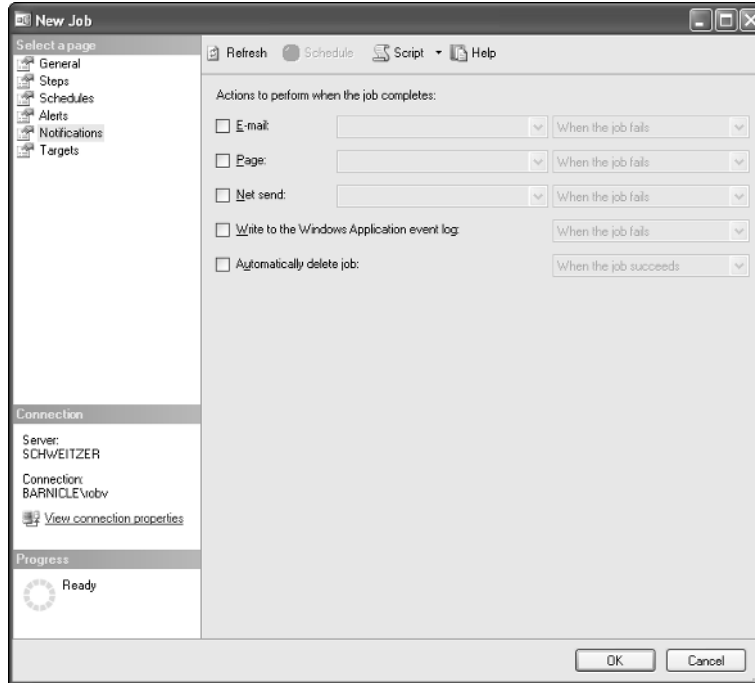 New Job
Select a page
General
Steps
Schedules
Alerts
Notifications
Targets
Refresh Schedule Script Help
Actions to perform when the job completes:
E-mail: When the job fails
Page: When the job fails
Net send: When the job fails
Write to the Windows Application event log: When the job fails
Automatically delete job: When the job succeeds
Connection
Server:
SCHWEITZER
Connection:
BARNICLE\robv
View connection properties
Progress
Ready
OK Cancel